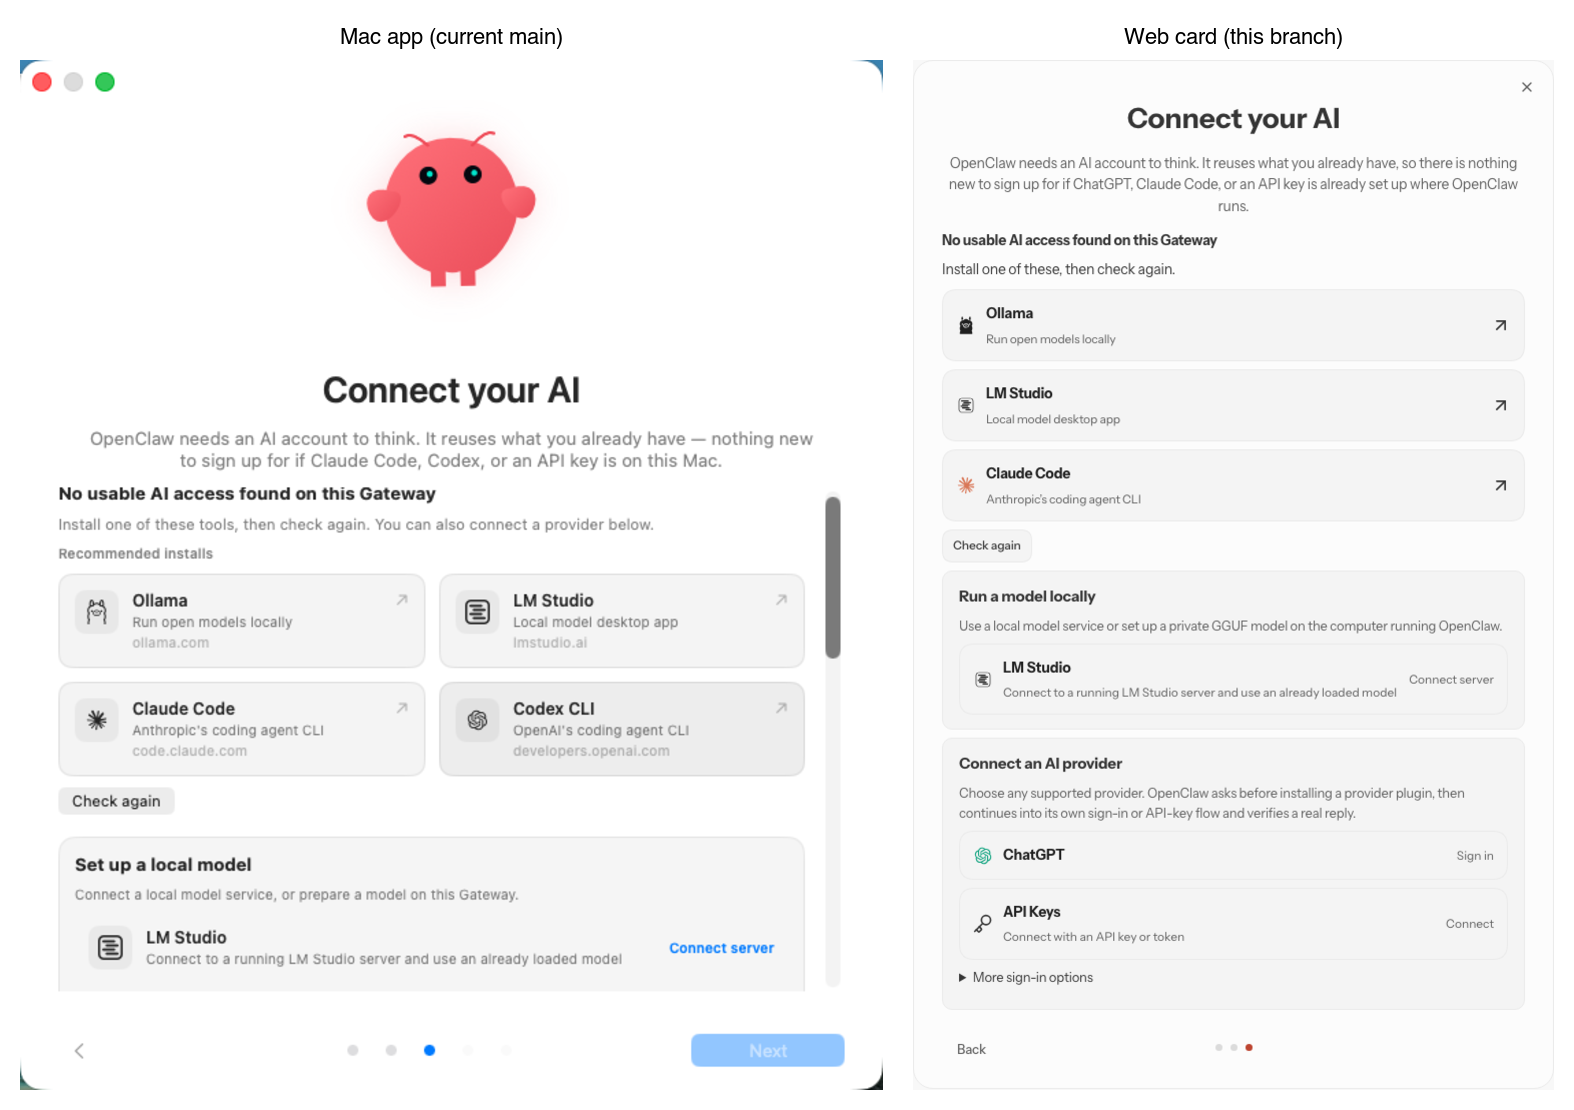 Mac app (current main)
Connect your AI
OpenClaw needs an AI account to think. It reuses what you already have — nothing new
to sign up for if Claude Code, Codex, or an API key is on this Mac.
No usable AI access found on this Gateway
Install one of these tools, then check again. You can also connect a provider below.
Recommended installs
Ollama
Run open models locally
ollama.com
LM Studio
Local model desktop app
lmstudio.ai
Claude Code
Anthropic's coding agent CLI
code.claude.com
Codex CLI
OpenAI's coding agent CLI
developers.openai.com
Check again
Set up a local model
Connect a local model service, or prepare a model on this Gateway.
LM Studio
Connect to a running LM Studio server and use an already loaded model
Connect server
Next
Web card (this branch)
Connect your AI
OpenClaw needs an AI account to think. It reuses what you already have, so there is nothing
new to sign up for if ChatGPT, Claude Code, or an API key is already set up where OpenClaw
runs.
No usable AI access found on this Gateway
Install one of these, then check again.
Ollama
Run open models locally
LM Studio
Local model desktop app
Claude Code
Anthropic's coding agent CLI
Check again
Run a model locally
Use a local model service or set up a private GGUF model on the computer running OpenClaw.
LM Studio
Connect to a running LM Studio server and use an already loaded model
Connect server
Connect an AI provider
Choose any supported provider. OpenClaw asks before installing a provider plugin, then
continues into its own sign-in or API-key flow and verifies a real reply.
ChatGPT
Sign in
API Keys
Connect with an API key or token
Connect
More sign-in options
Back